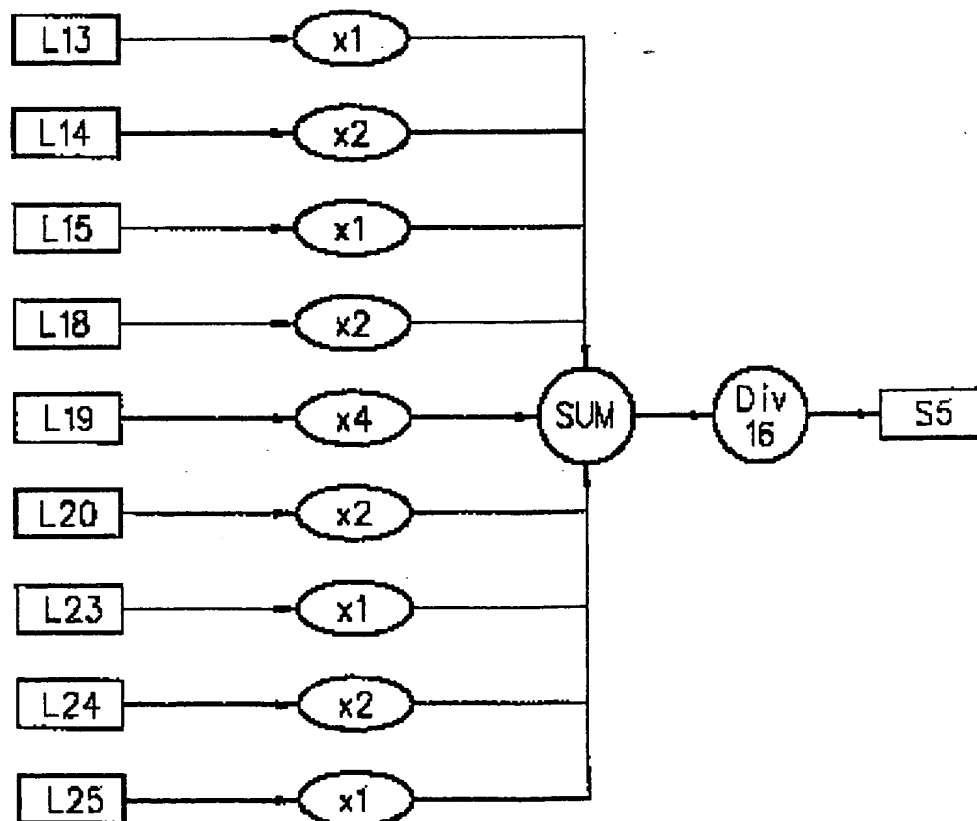 L13 x1
L14 x2
L15 x1
L18 x2
L19 x4 SUM Div 16 S5
L20 x2
L23 x1
L24 x2
L25 x1